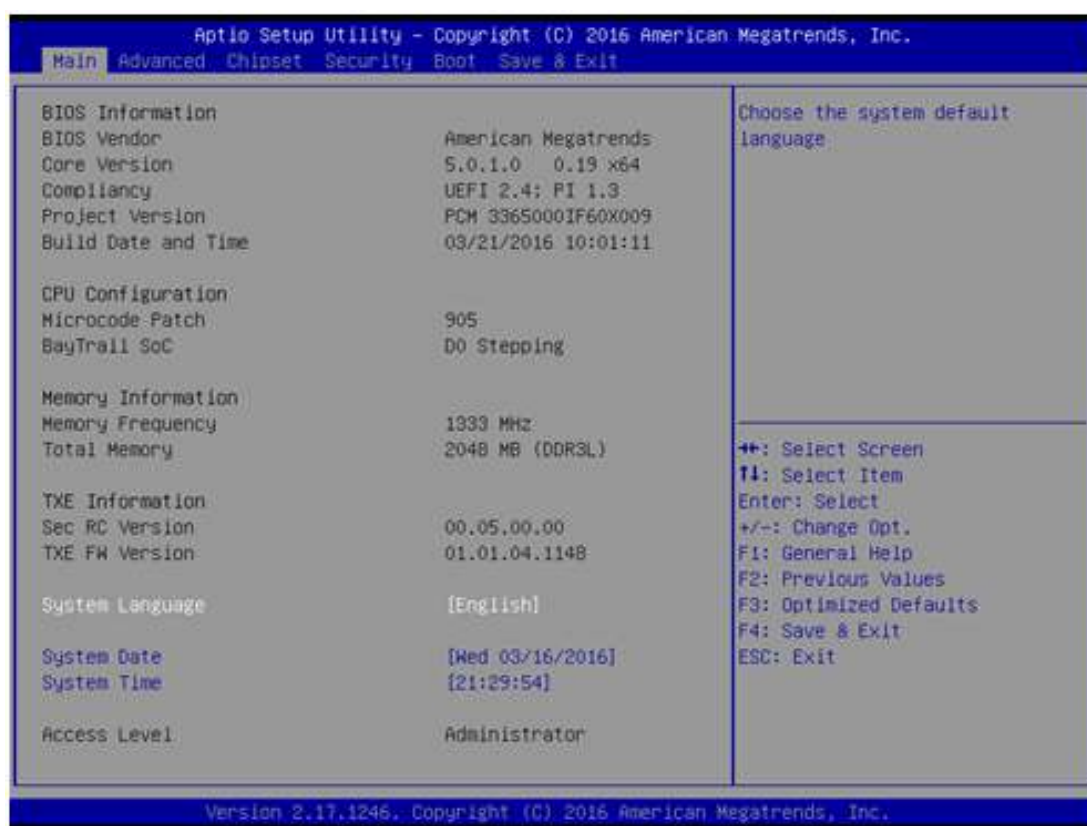 Aptio Setup Utility – Copyright (C) 2016 American Megatrends, Inc.
Main Advanced Chipset Security Boot Save & Exit
BIOS Information
BIOS Vendor American Megatrends
Core Version 5.0.1.0 0.19 x64
Compliancy UEFI 2.4; PI 1.3
Project Version PCM 3365000IF60X009
Build Date and Time 03/21/2016 10:01:11
CPU Configuration
Microcode Patch 905
BayTrail SoC D0 Stepping
Memory Information
Memory Frequency 1333 MHz
Total Memory 2048 MB (DDR3L)
TXE Information
Sec RC Version 00.05.00.00
TXE FW Version 01.01.04.1148
System Language [English]
System Date [Wed 03/16/2016]
System Time [21:29:54]
Access Level Administrator
Choose the system default
language
→←: Select Screen
↑↓: Select Item
Enter: Select
+/-: Change Opt.
F1: General Help
F2: Previous Values
F3: Optimized Defaults
F4: Save & Exit
ESC: Exit
Version 2.17.1246. Copyright (C) 2016 American Megatrends, Inc.